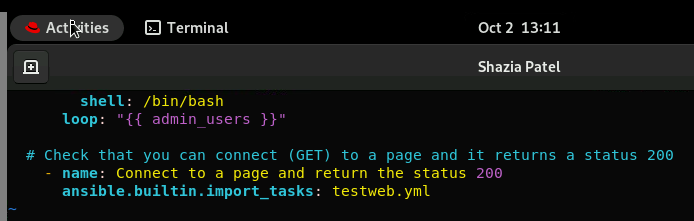 Activities Terminal Oct 2 13:11
Shazia Patel
shell: /bin/bash
loop: "{{ admin_users }}"
# Check that you can connect (GET) to a page and it returns a status 200
- name: Connect to a page and return the status 200
ansible.builtin.import_tasks: testweb.yml
~